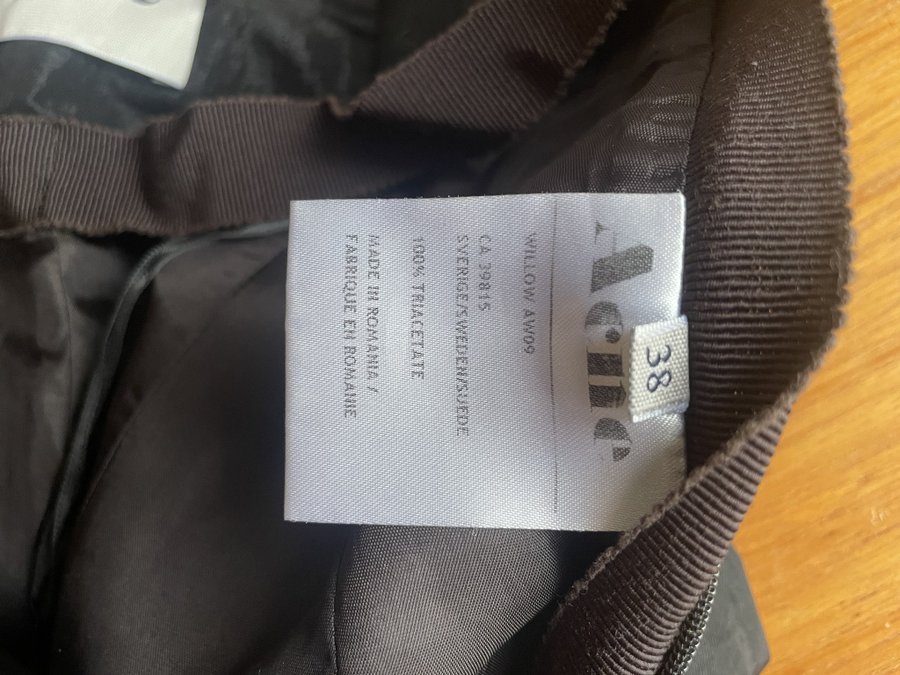 Acne
38
WILLOW AW09
CA 39815
SVERIGE/SWEDEN/SUEDE
100% TRIACETATE
MADE IN ROMANIA /
FABRIQUE EN ROMANIE